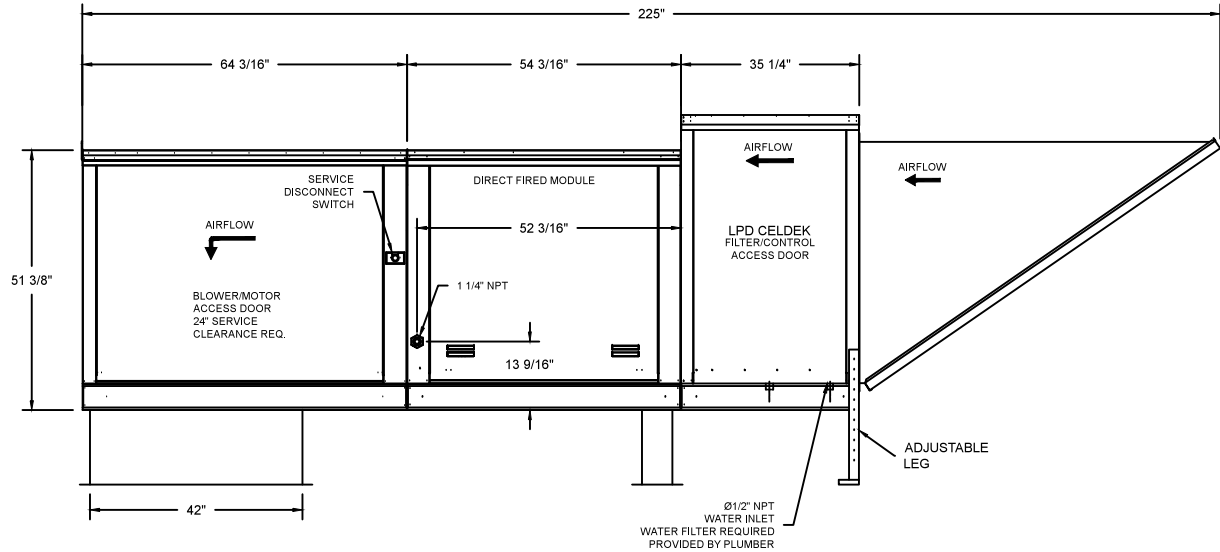 225"
64 3/16"
54 3/16"
35 1/4"
AIRFLOW
AIRFLOW
SERVICE
DISCONNECT
SWITCH
DIRECT FIRED MODULE
52 3/16"
LPD CELDEK
FILTER/CONTROL
ACCESS DOOR
AIRFLOW
51 3/8"
BLOWER/MOTOR
ACCESS DOOR
24" SERVICE
CLEARANCE REQ.
1 1/4" NPT
13 9/16"
ADJUSTABLE
LEG
42"
Ø1/2" NPT
WATER INLET
WATER FILTER REQUIRED
PROVIDED BY PLUMBER